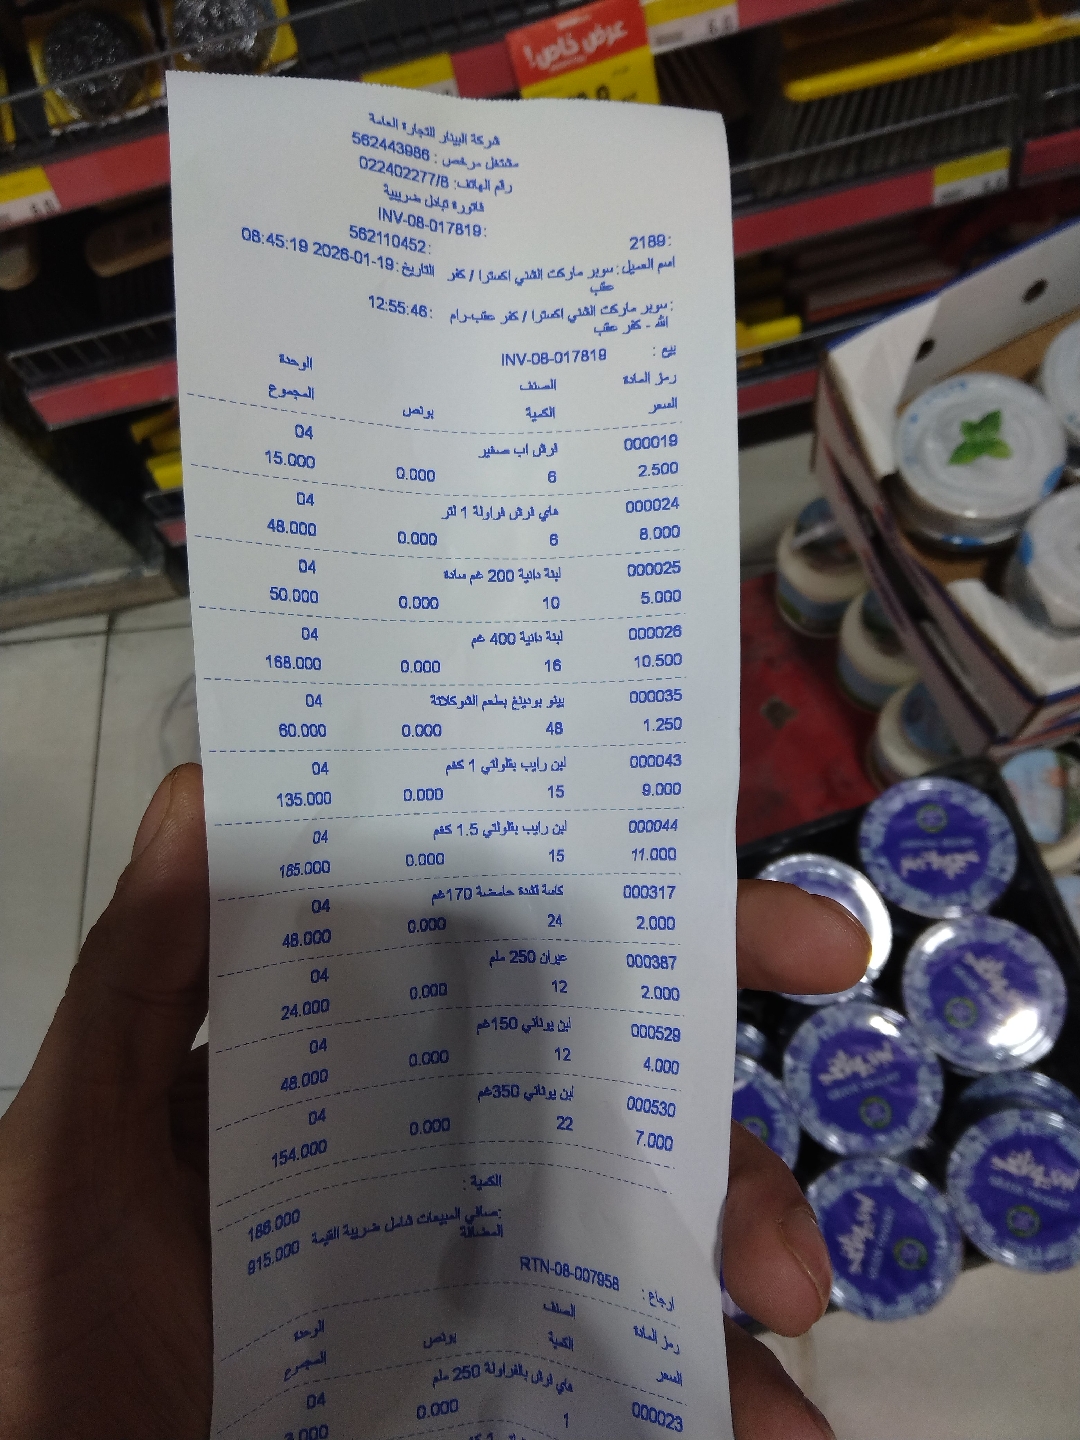 عرض خاص!
شركة البينار للتجارة العامة
مشتغل مرخص : 562443986
رقم الهاتف: 022402277/8
فاتورة تبادل ضريبية
INV-08-017819:
2189: 562110452:
اسم العميل: سوبر ماركت الشني اكسترا / كفر عقب التاريخ: 2026-01-19 08:45:19
: سوبر ماركت الشني اكسترا / كفر عقب-رام الله - كفر عقب 12:55:46:
بيع : INV-08-017819
رمز المادة الصنف الوحدة
السعر الكمية بونص المجموع
000019 فرش اب صغير 04
2.500 6 0.000 15.000
000024 هاي فرش فراولة 1 لتر 04
8.000 6 0.000 48.000
000025 لبنة دانية 200 غم سادة 04
5.000 10 0.000 50.000
000026 لبنة دانية 400 غم 04
10.500 16 0.000 168.000
000035 بينو بودينغ بطعم الشوكلاتة 04
1.250 48 0.000 60.000
000043 لبن رايب بقلولتي 1 كغم 04
9.000 15 0.000 135.000
000044 لبن رايب بقلولتي 1.5 كغم 04
11.000 15 0.000 165.000
000317 كاسة قشدة حامضة 170غم 04
2.000 24 0.000 48.000
000387 عيران 250 ملم 04
2.000 12 0.000 24.000
000529 لبن يوناني 150غم 04
4.000 12 0.000 48.000
000530 لبن يوناني 350غم 04
7.000 22 0.000 154.000
الكمية : 186.000
صافي المبيعات شامل ضريبة القيمة المضافة: 915.000
ارجاع : RTN-08-007958
رمز المادة الصنف الوحدة
السعر الكمية بونص المجموع
000023 هاي فرش بالفراولة 250 ملم 04
1 0.000